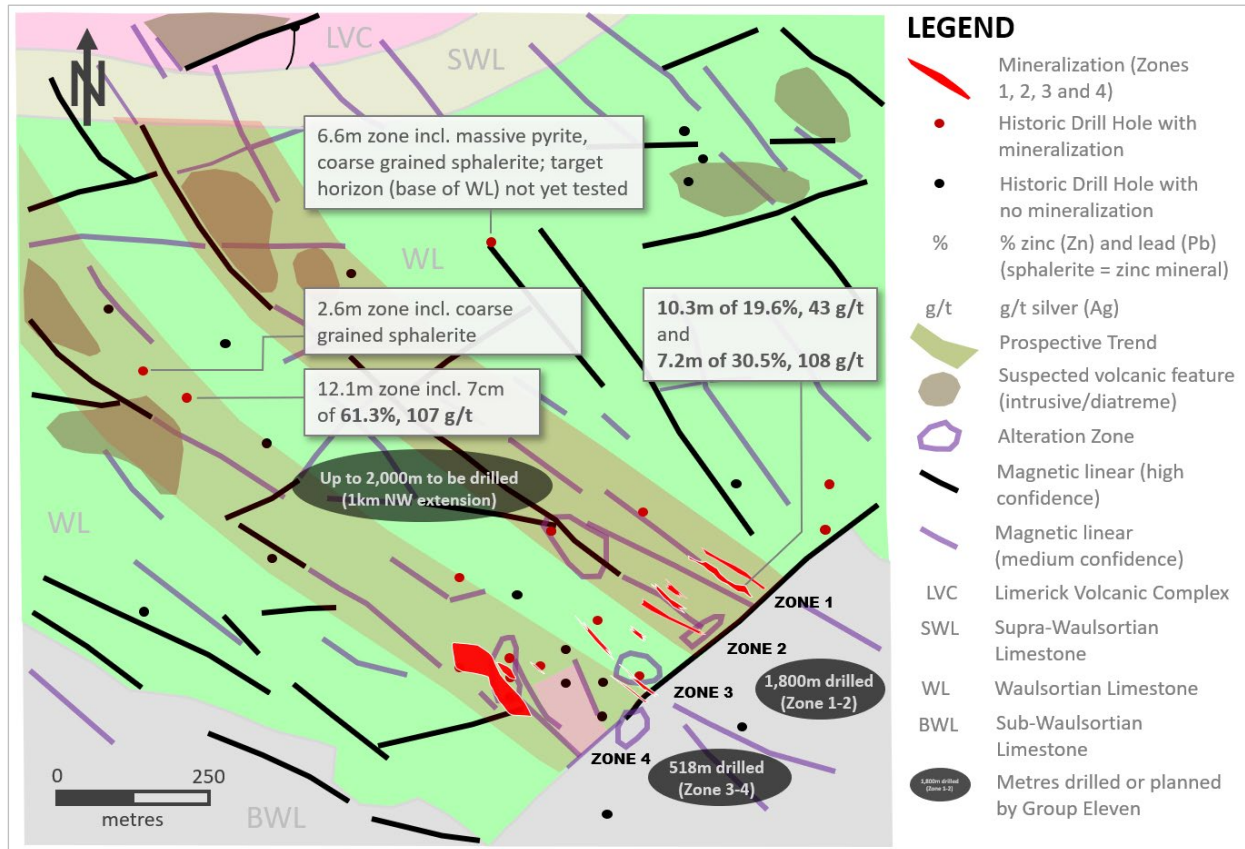 LVC
SWL
N
6.6m zone incl. massive pyrite,
coarse grained sphalerite; target
horizon (base of WL) not yet tested
WL
2.6m zone incl. coarse
grained sphalerite
10.3m of 19.6%, 43 g/t
and
7.2m of 30.5%, 108 g/t
12.1m zone incl. 7cm
of 61.3%, 107 g/t
Up to 2,000m to be drilled
(1km NW extension)
WL
ZONE 1
ZONE 2
ZONE 3
1,800m drilled
(Zone 1-2)
ZONE 4
518m drilled
(Zone 3-4)
0 250
metres
BWL
LEGEND
Mineralization (Zones
1, 2, 3 and 4)
Historic Drill Hole with
mineralization
Historic Drill Hole with
no mineralization
% % zinc (Zn) and lead (Pb)
(sphalerite = zinc mineral)
g/t g/t silver (Ag)
Prospective Trend
Suspected volcanic feature
(intrusive/diatreme)
Alteration Zone
Magnetic linear (high
confidence)
Magnetic linear
(medium confidence)
LVC Limerick Volcanic Complex
SWL Supra-Waulsortian
Limestone
WL Waulsortian Limestone
BWL Sub-Waulsortian
Limestone
1,800m drilled
(Zone 1-2)
Metres drilled or planned
by Group Eleven